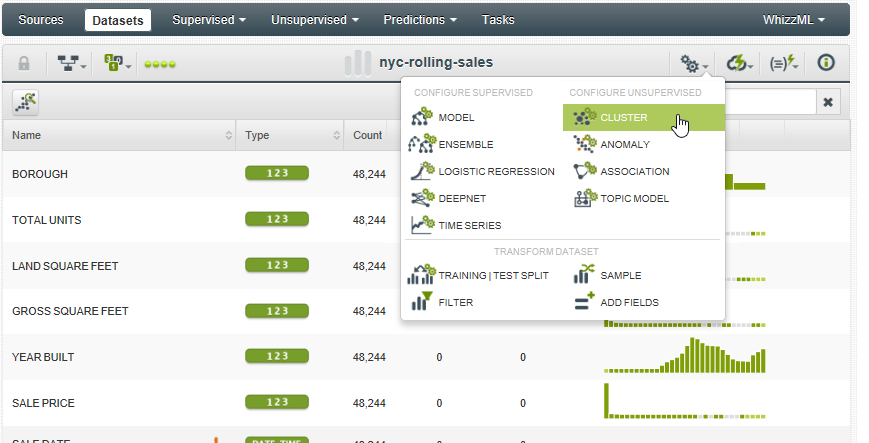 Sources Datasets Supervised Unsupervised Predictions Tasks WhizzML
nyc-rolling-sales
CONFIGURE SUPERVISED CONFIGURE UNSUPERVISED
MODEL CLUSTER
ENSEMBLE ANOMALY
LOGISTIC REGRESSION ASSOCIATION
DEEPNET TOPIC MODEL
TIME SERIES
TRANSFORM DATASET
TRAINING | TEST SPLIT SAMPLE
FILTER ADD FIELDS
Name Type Count
BOROUGH 123 48,244
TOTAL UNITS 123 48,244
LAND SQUARE FEET 123 48,244
GROSS SQUARE FEET 123 48,244
YEAR BUILT 123 48,244 0 0
SALE PRICE 123 48,244 0 0
SALE DATE DATE-TIME 48,244